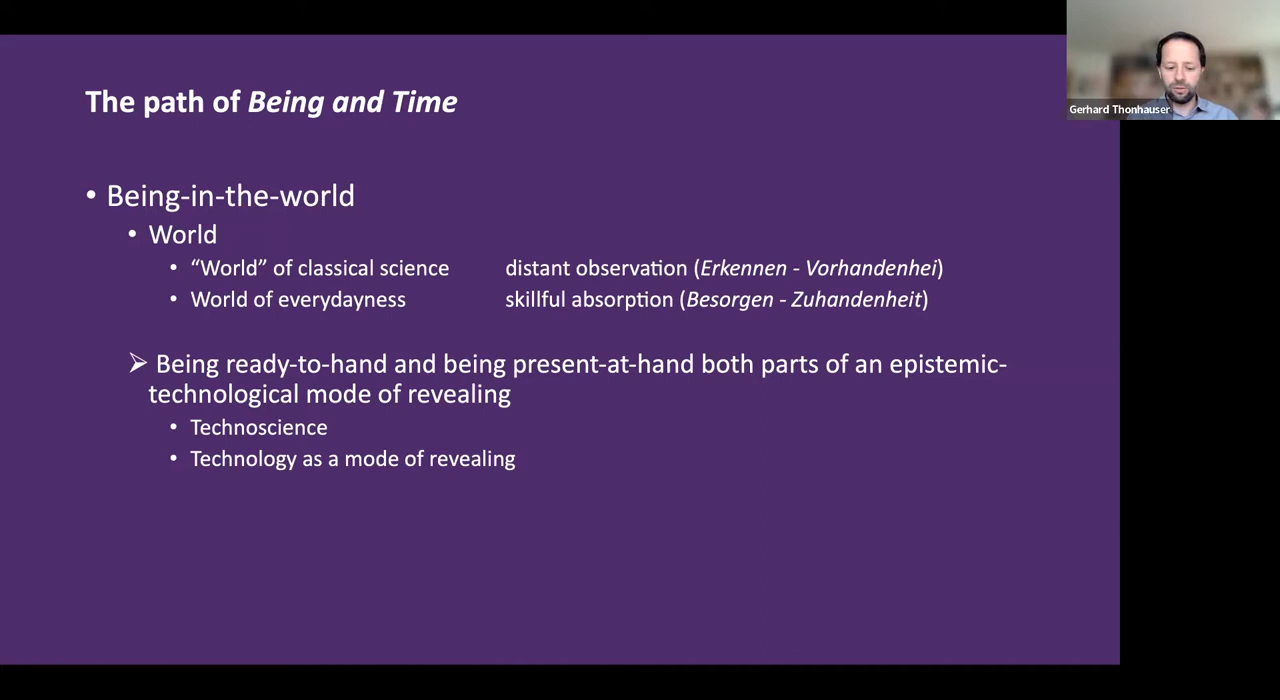 Gerhard Thonhauser
The path of Being and Time
• Being-in-the-world
• World
• “World” of classical science distant observation (Erkennen - Vorhandenhei)
• World of everydayness skillful absorption (Besorgen - Zuhandenheit)
➢ Being ready-to-hand and being present-at-hand both parts of an epistemic-
technological mode of revealing
• Technoscience
• Technology as a mode of revealing